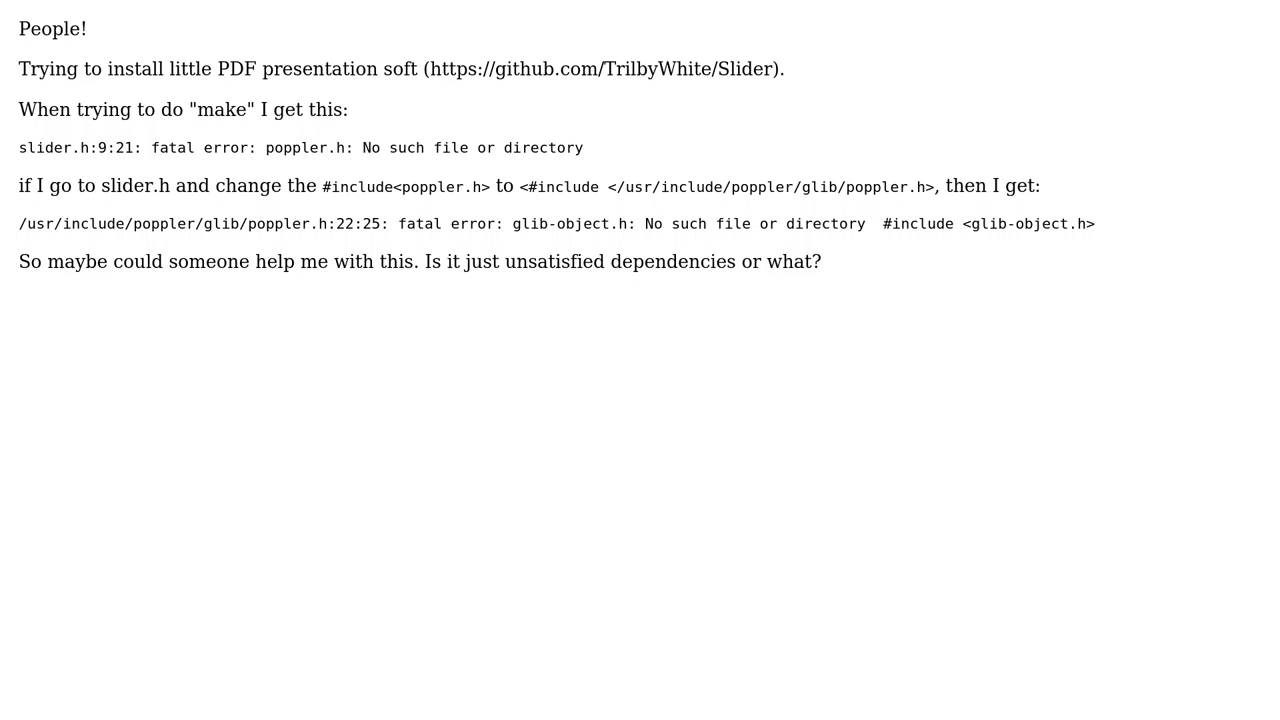 People!
Trying to install little PDF presentation soft (https://github.com/TrilbyWhite/Slider).
When trying to do "make" I get this:
slider.h:9:21: fatal error: poppler.h: No such file or directory
if I go to slider.h and change the #include<poppler.h> to <#include </usr/include/poppler/glib/poppler.h>, then I get:
/usr/include/poppler/glib/poppler.h:22:25: fatal error: glib-object.h: No such file or directory  #include <glib-object.h>
So maybe could someone help me with this. Is it just unsatisfied dependencies or what?